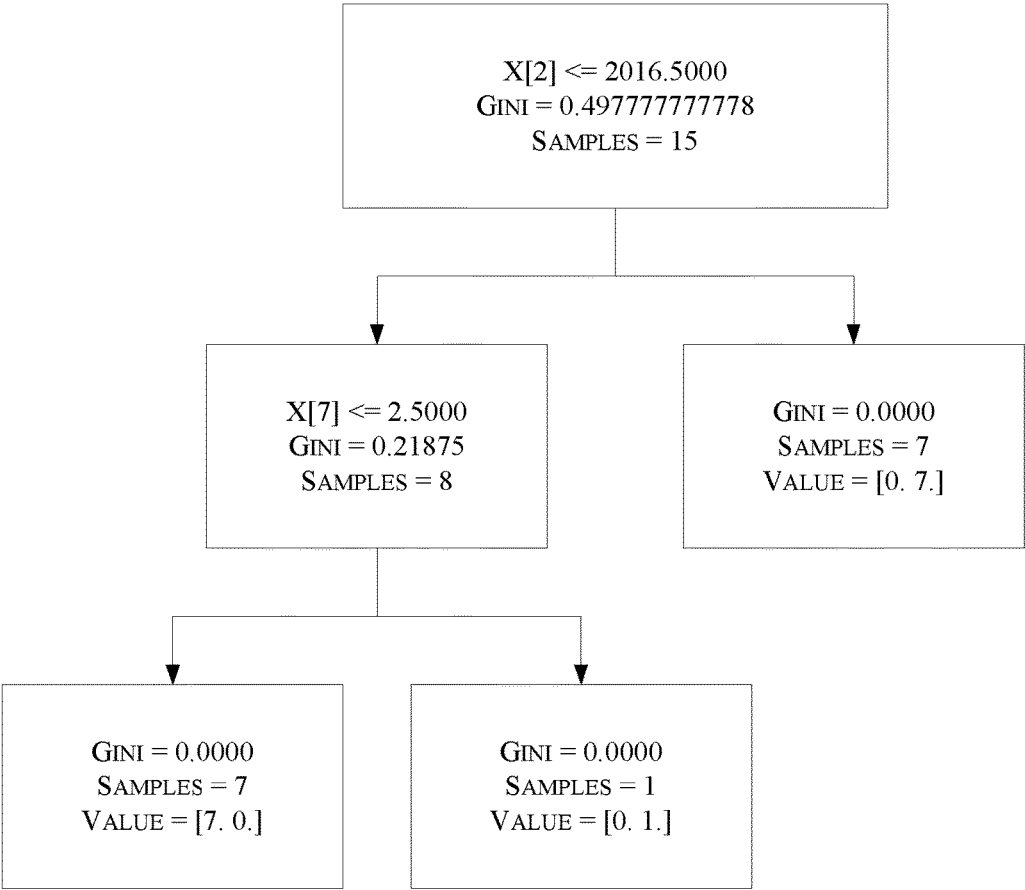 X[2] <= 2016.5000
GINI = 0.497777777778
SAMPLES = 15
X[7] <= 2.5000
GINI = 0.21875
SAMPLES = 8
GINI = 0.0000
SAMPLES = 7
VALUE = [0. 7.]
GINI = 0.0000
SAMPLES = 7
VALUE = [7. 0.]
GINI = 0.0000
SAMPLES = 1
VALUE = [0. 1.]